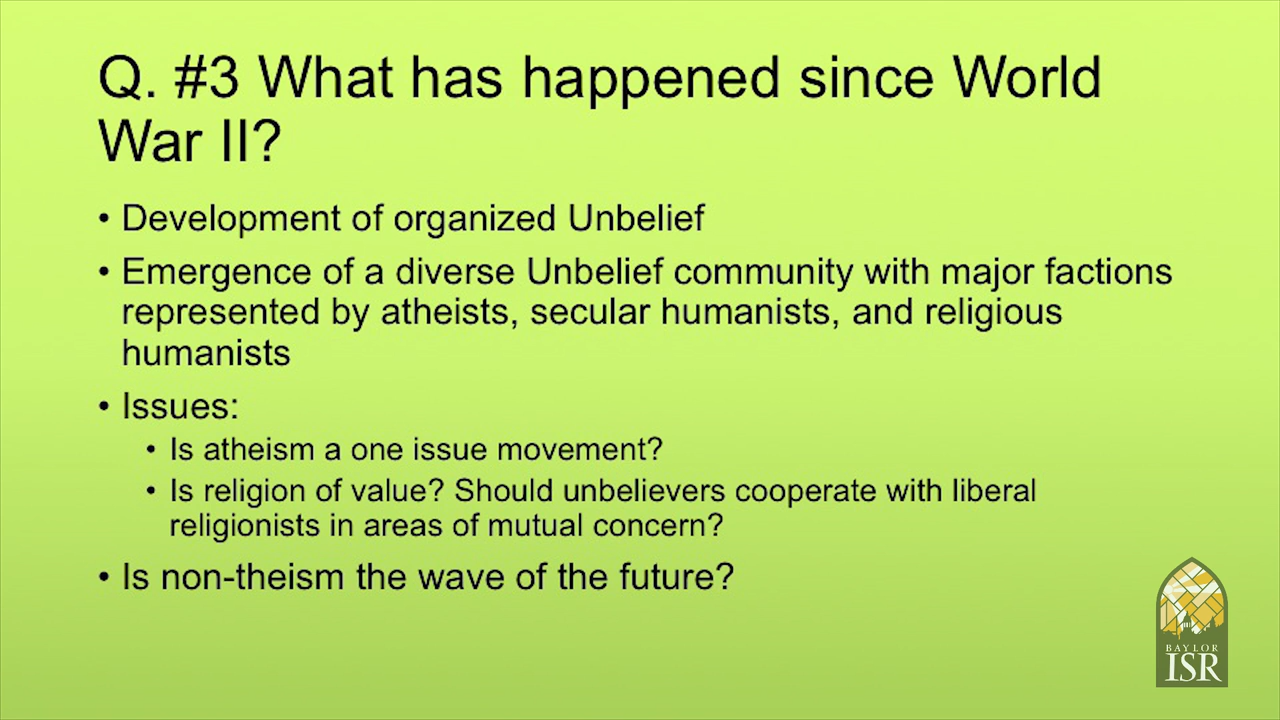 Q. #3 What has happened since World
War II?
• Development of organized Unbelief
• Emergence of a diverse Unbelief community with major factions
represented by atheists, secular humanists, and religious
humanists
• Issues:
• Is atheism a one issue movement?
• Is religion of value? Should unbelievers cooperate with liberal
religionists in areas of mutual concern?
• Is non-theism the wave of the future?
BAYLOR
ISR